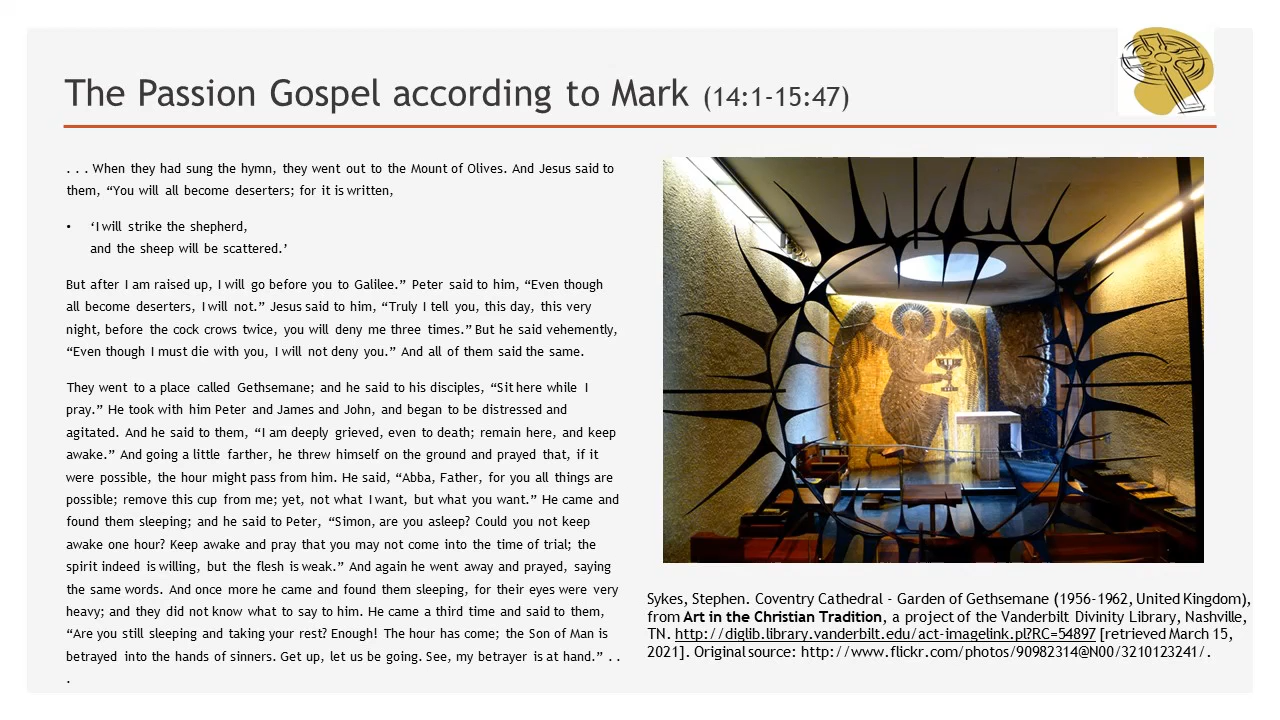 The Passion Gospel according to Mark (14:1-15:47)
. . . When they had sung the hymn, they went out to the Mount of Olives. And Jesus said to
them, “You will all become deserters; for it is written,
• ‘I will strike the shepherd,
and the sheep will be scattered.’
But after I am raised up, I will go before you to Galilee.” Peter said to him, “Even though
all become deserters, I will not.” Jesus said to him, “Truly I tell you, this day, this very
night, before the cock crows twice, you will deny me three times.” But he said vehemently,
“Even though I must die with you, I will not deny you.” And all of them said the same.
They went to a place called Gethsemane; and he said to his disciples, “Sit here while I
pray.” He took with him Peter and James and John, and began to be distressed and
agitated. And he said to them, “I am deeply grieved, even to death; remain here, and keep
awake.” And going a little farther, he threw himself on the ground and prayed that, if it
were possible, the hour might pass from him. He said, “Abba, Father, for you all things are
possible; remove this cup from me; yet, not what I want, but what you want.” He came and
found them sleeping; and he said to Peter, “Simon, are you asleep? Could you not keep
awake one hour? Keep awake and pray that you may not come into the time of trial; the
spirit indeed is willing, but the flesh is weak.” And again he went away and prayed, saying
the same words. And once more he came and found them sleeping, for their eyes were very
heavy; and they did not know what to say to him. He came a third time and said to them,
“Are you still sleeping and taking your rest? Enough! The hour has come; the Son of Man is
betrayed into the hands of sinners. Get up, let us be going. See, my betrayer is at hand.” . .
.
Sykes, Stephen. Coventry Cathedral - Garden of Gethsemane (1956-1962, United Kingdom),
from Art in the Christian Tradition, a project of the Vanderbilt Divinity Library, Nashville,
TN. http://diglib.library.vanderbilt.edu/act-imagelink.pl?RC=54897 [retrieved March 15,
2021]. Original source: http://www.flickr.com/photos/90982314@N00/3210123241/.